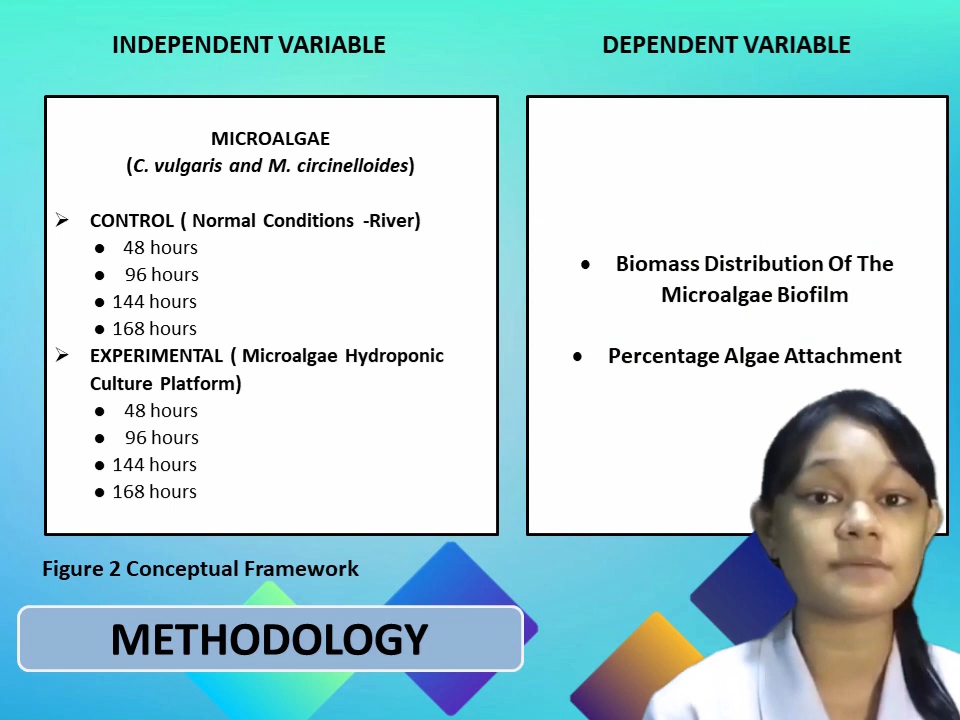 INDEPENDENT VARIABLE
DEPENDENT VARIABLE
MICROALGAE
(C. vulgaris and M. circinelloides)
➢ CONTROL ( Normal Conditions -River)
● 48 hours
● 96 hours
● 144 hours
● 168 hours
➢ EXPERIMENTAL ( Microalgae Hydroponic
Culture Platform)
● 48 hours
● 96 hours
● 144 hours
● 168 hours
• Biomass Distribution Of The
Microalgae Biofilm
• Percentage Algae Attachment
Figure 2 Conceptual Framework
METHODOLOGY